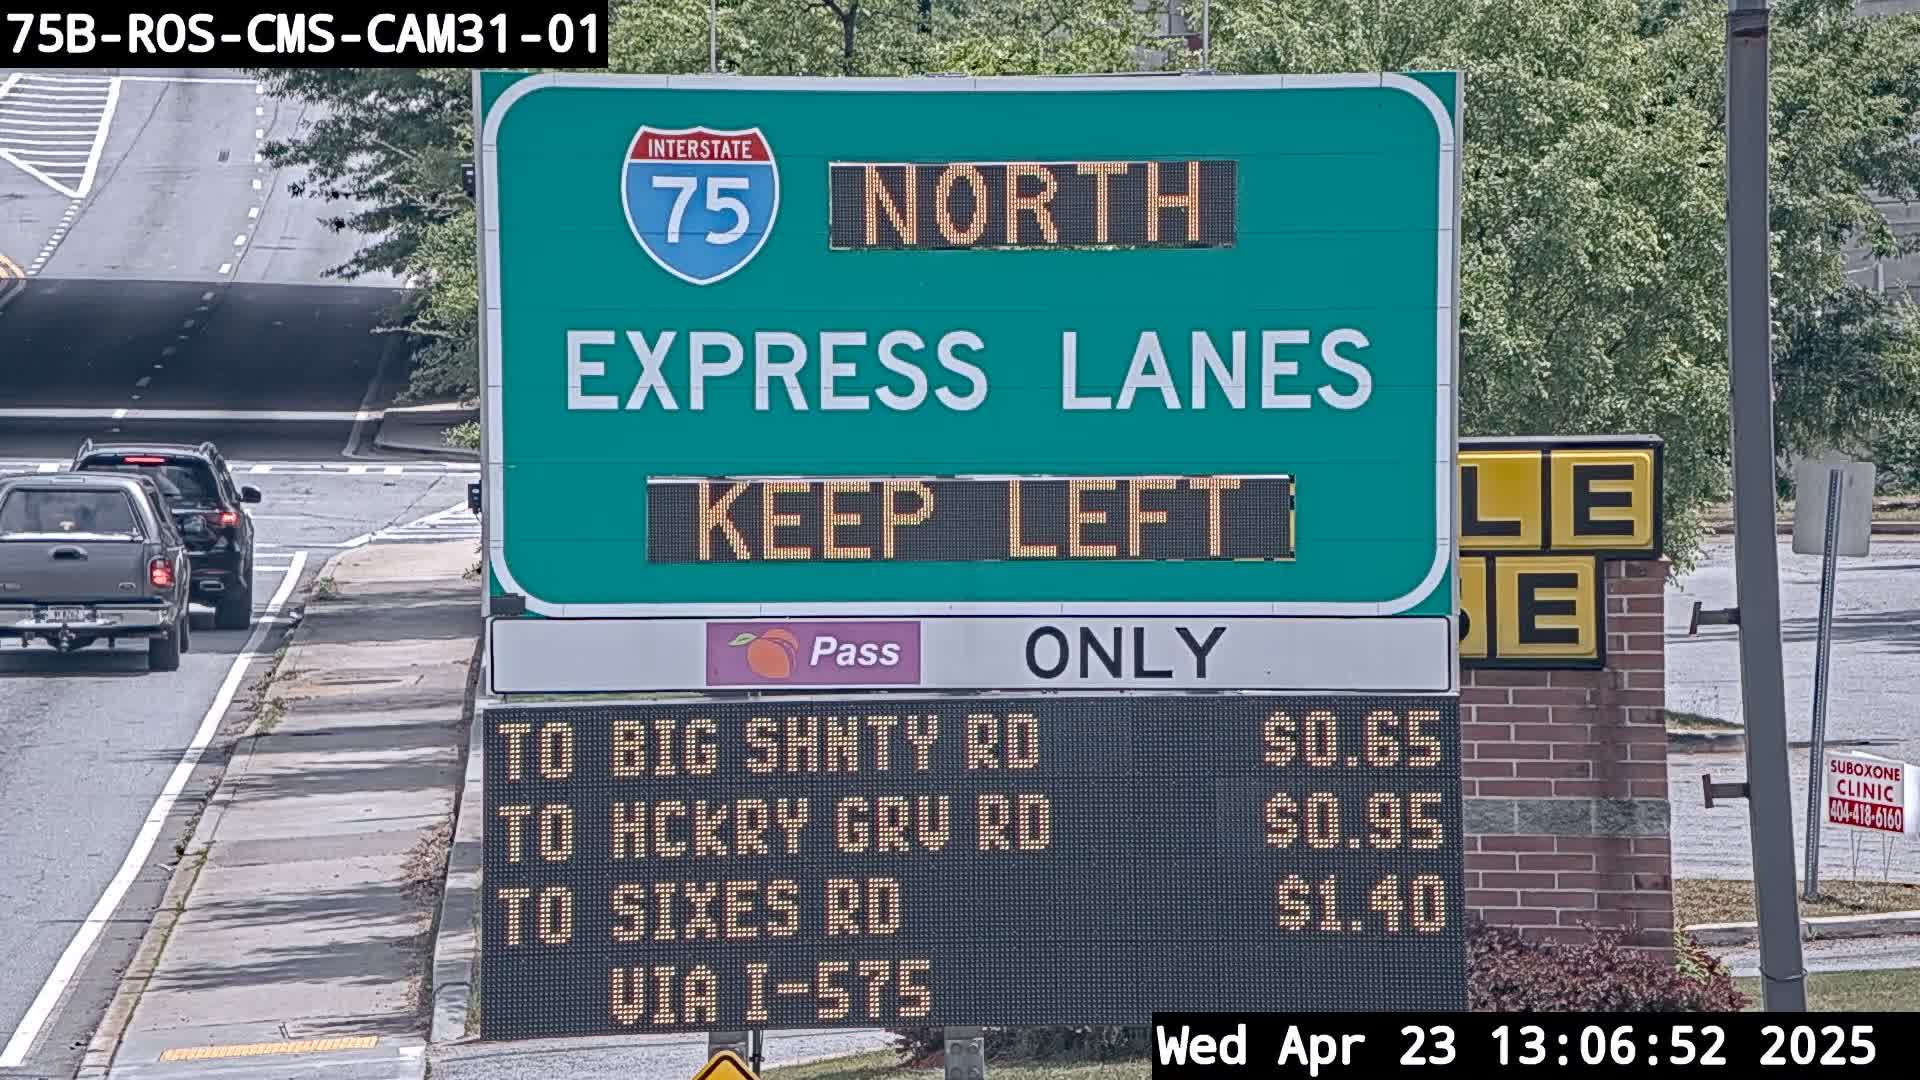 75B-ROS-CMS-CAM31-01
INTERSTATE
75
NORTH
EXPRESS LANES
KEEP LEFT
Pass ONLY
TO BIG SHNTY RD $0.65
TO HCKRY GRV RD $0.95
TO SIXES RD $1.40
VIA I-575
LE
E
SUBOXONE
CLINIC
404-418-6160
Wed Apr 23 13:06:52 2025